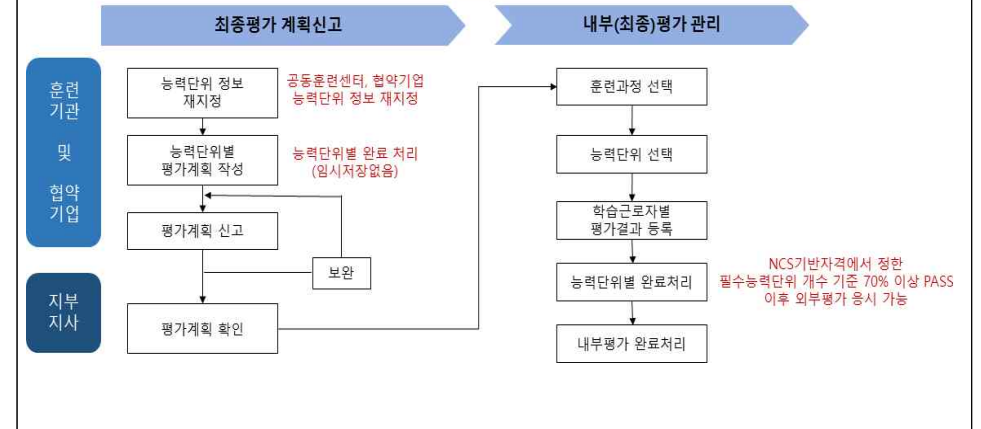 최종평가 계획신고
내부(최종)평가 관리
훈련
기관
및
협약
기업
지부
지사
능력단위 정보
재지정
공동훈련센터, 협약기업
능력단위 정보 재지정
능력단위별
평가계획 작성
능력단위별 완료 처리
(임시저장없음)
평가계획 신고
보완
평가계획 확인
훈련과정 선택
능력단위 선택
학습근로자별
평가결과 등록
능력단위별 완료처리
NCS기반자격에서 정한
필수능력단위 개수 기준 70% 이상 PASS
이후 외부평가 응시 가능
내부평가 완료처리